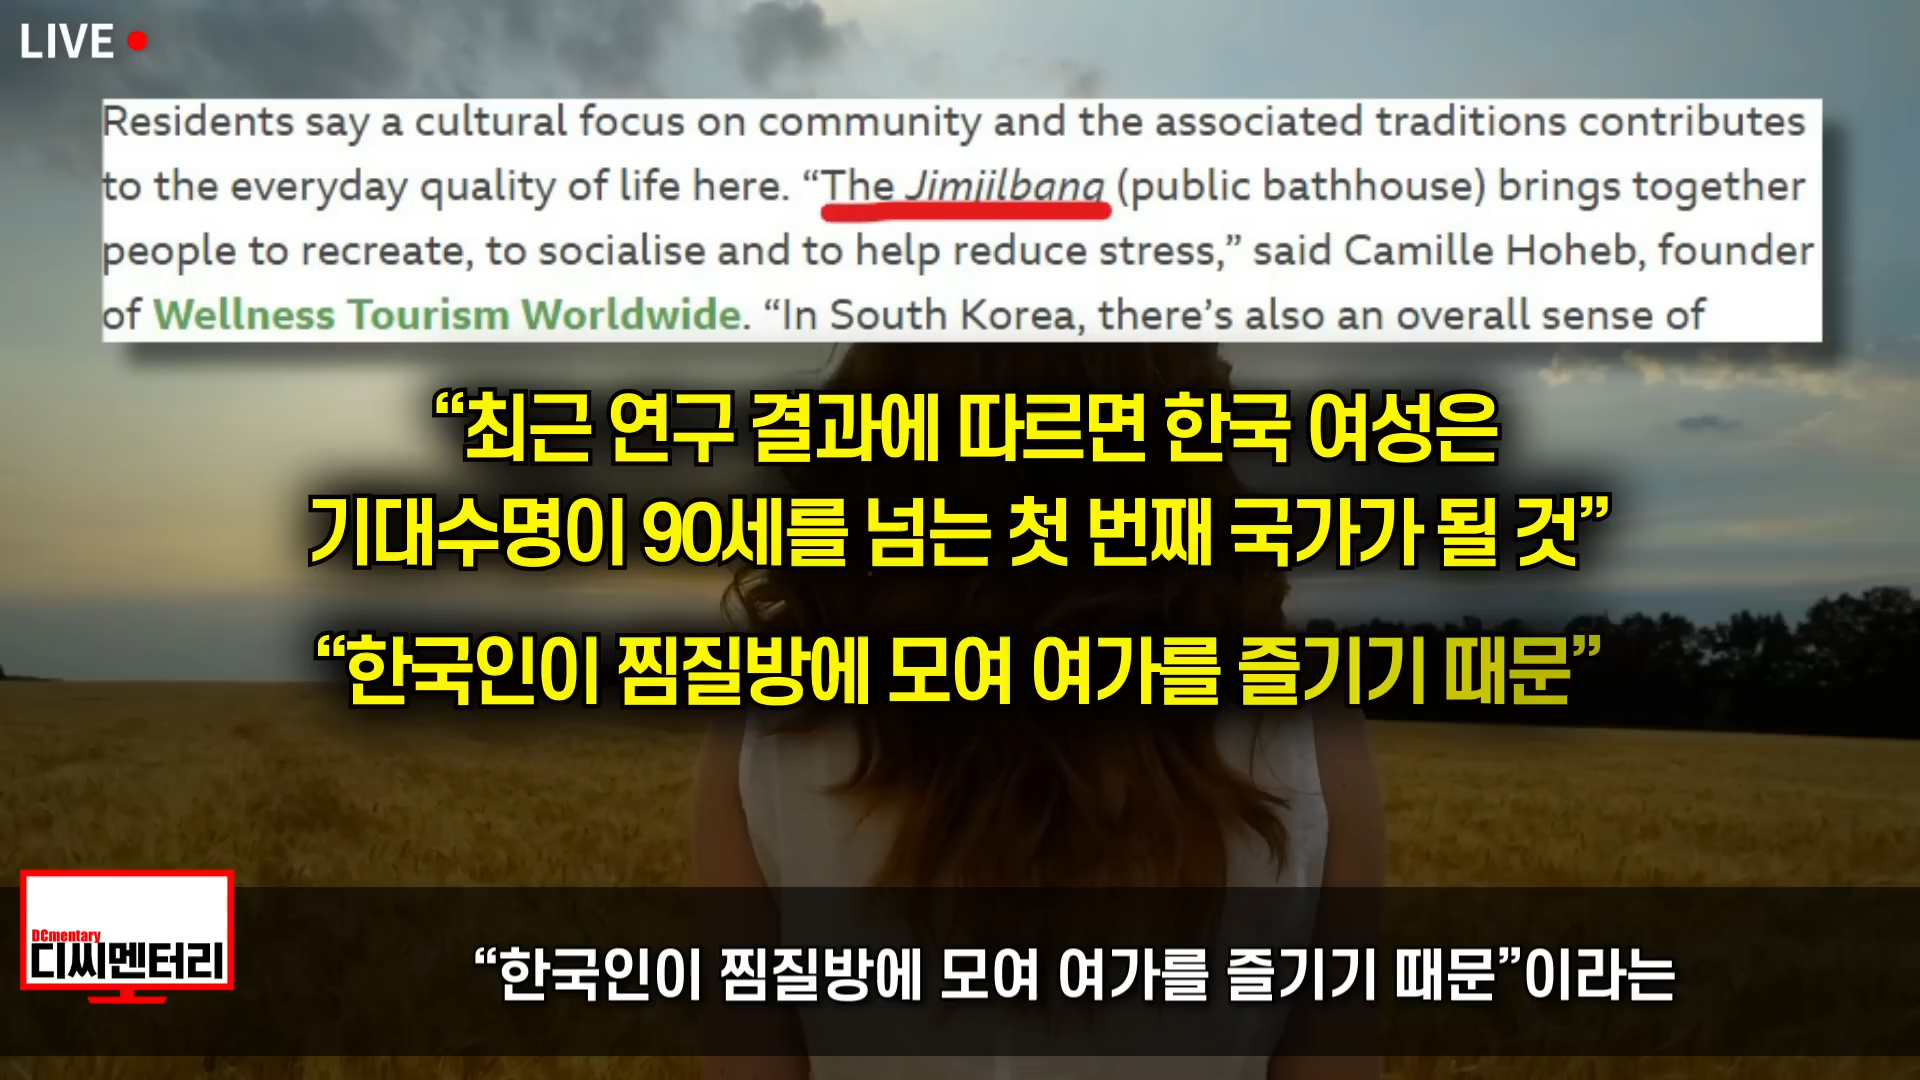 LIVE
Residents say a cultural focus on community and the associated traditions contributes
to the everyday quality of life here. “The Jimjilbang (public bathhouse) brings together
people to recreate, to socialise and to help reduce stress,” said Camille Hoheb, founder
of Wellness Tourism Worldwide. “In South Korea, there’s also an overall sense of
“최근 연구 결과에 따르면 한국 여성은
기대수명이 90세를 넘는 첫 번째 국가가 될 것”
“한국인이 찜질방에 모여 여가를 즐기기 때문”
DCmentary
디씨멘터리
“한국인이 찜질방에 모여 여가를 즐기기 때문”이라는